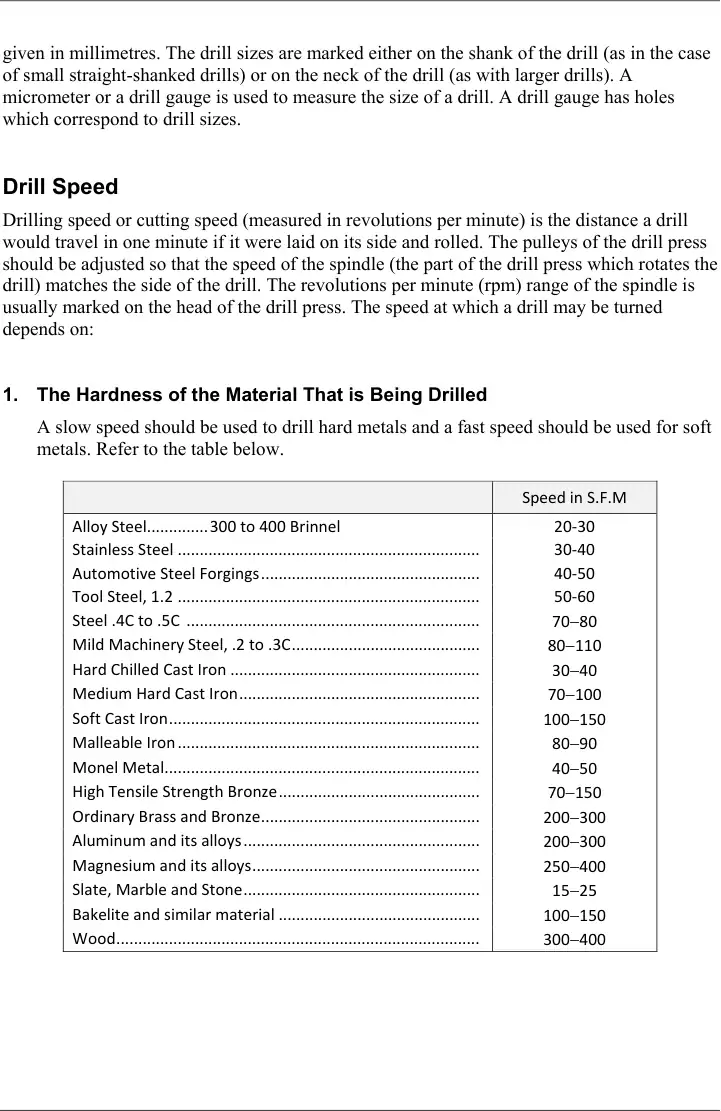 given in millimetres. The drill sizes are marked either on the shank of the drill (as in the case
of small straight-shanked drills) or on the neck of the drill (as with larger drills). A
micrometer or a drill gauge is used to measure the size of a drill. A drill gauge has holes
which correspond to drill sizes.
Drill Speed
Drilling speed or cutting speed (measured in revolutions per minute) is the distance a drill
would travel in one minute if it were laid on its side and rolled. The pulleys of the drill press
should be adjusted so that the speed of the spindle (the part of the drill press which rotates the
drill) matches the side of the drill. The revolutions per minute (rpm) range of the spindle is
usually marked on the head of the drill press. The speed at which a drill may be turned
depends on:
1. The Hardness of the Material That is Being Drilled
A slow speed should be used to drill hard metals and a fast speed should be used for soft
metals. Refer to the table below.
Speed in S.F.M
Alloy Steel..............300 to 400 Brinnel 20-30
Stainless Steel .................................................................... 30-40
Automotive Steel Forgings................................................. 40-50
Tool Steel, 1.2 .................................................................... 50-60
Steel .4C to .5C .................................................................. 70–80
Mild Machinery Steel, .2 to .3C.......................................... 80–110
Hard Chilled Cast Iron ........................................................ 30–40
Medium Hard Cast Iron...................................................... 70–100
Soft Cast Iron...................................................................... 100–150
Malleable Iron .................................................................... 80–90
Monel Metal....................................................................... 40–50
High Tensile Strength Bronze............................................. 70–150
Ordinary Brass and Bronze................................................. 200–300
Aluminum and its alloys ..................................................... 200–300
Magnesium and its alloys................................................... 250–400
Slate, Marble and Stone..................................................... 15–25
Bakelite and similar material ............................................. 100–150
Wood.................................................................................. 300–400